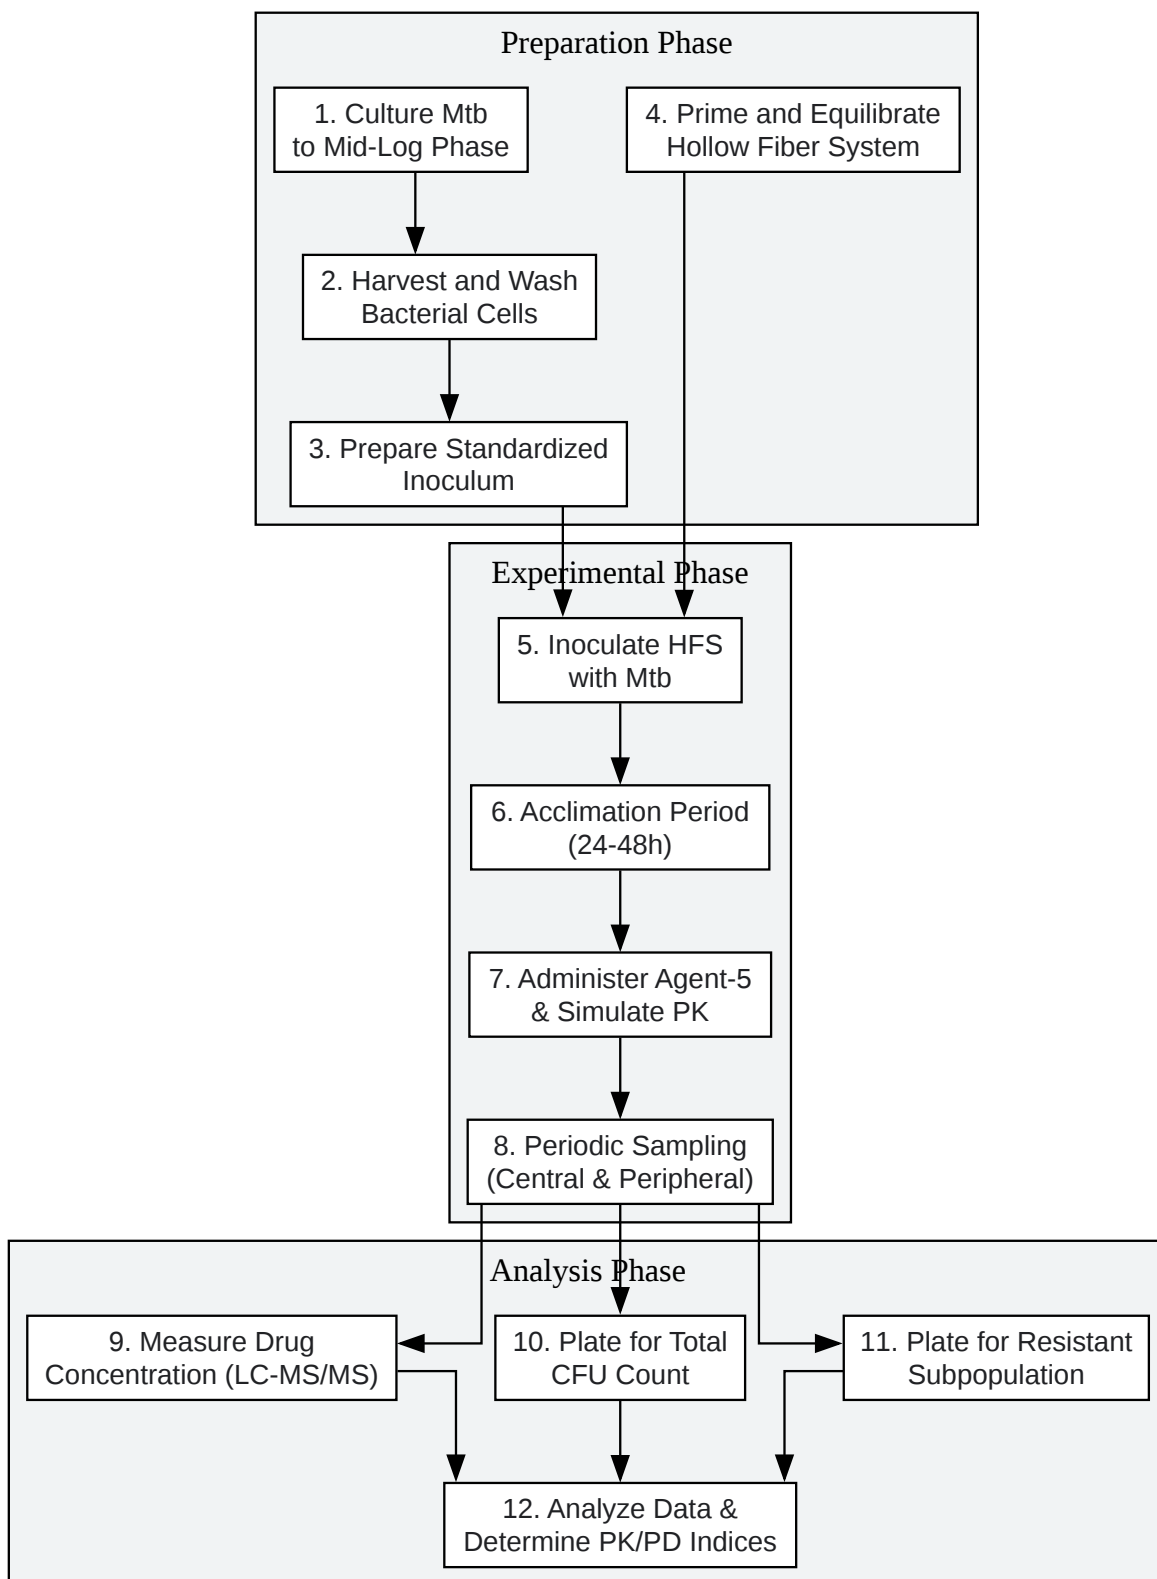 Preparation Phase
1. Culture Mtb
to Mid-Log Phase
4. Prime and Equilibrate
Hollow Fiber System
2. Harvest and Wash
Bacterial Cells
3. Prepare Standardized
Inoculum
Experimental Phase
5. Inoculate HFS
with Mtb
6. Acclimation Period
(24-48h)
7. Administer Agent-5
& Simulate PK
8. Periodic Sampling
(Central & Peripheral)
Analysis Phase
9. Measure Drug
Concentration (LC-MS/MS)
10. Plate for Total
CFU Count
11. Plate for Resistant
Subpopulation
12. Analyze Data &
Determine PK/PD Indices